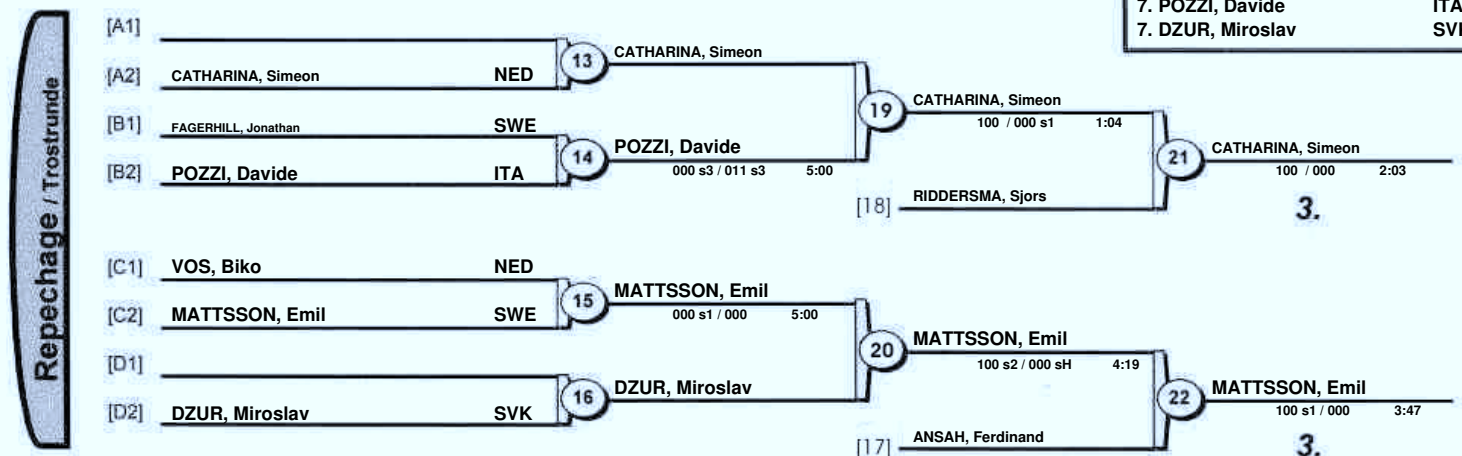 7. POZZI, Davide ITA
7. DZUR, Miroslav SVK
Repechage / Trostrunde
[A1]
[A2] CATHARINA, Simeon NED
13 CATHARINA, Simeon
[B1] FAGERHILL, Jonathan SWE
[B2] POZZI, Davide ITA
14 POZZI, Davide
000 s3 / 011 s3 5:00
19 CATHARINA, Simeon
100 / 000 s1 1:04
[18] RIDDERSMA, Sjors
21 CATHARINA, Simeon
100 / 000 2:03
3.
[C1] VOS, Biko NED
[C2] MATTSSON, Emil SWE
15 MATTSSON, Emil
000 s1 / 000 5:00
[D1]
[D2] DZUR, Miroslav SVK
16 DZUR, Miroslav
20 MATTSSON, Emil
100 s2 / 000 sH 4:19
[17] ANSAH, Ferdinand
22 MATTSSON, Emil
100 s1 / 000 3:47
3.